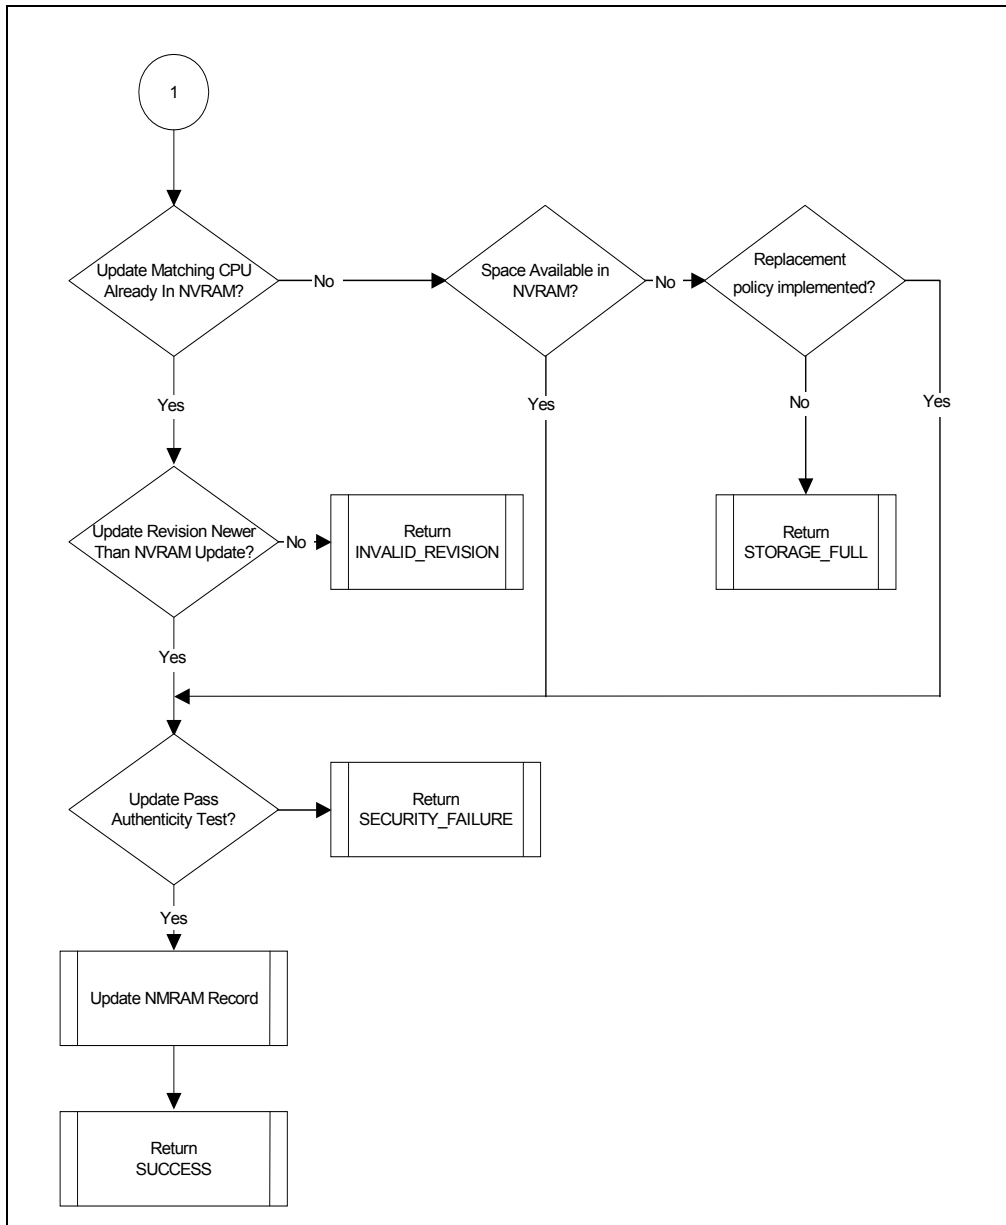 1
Update Matching CPU
Already In NVRAM?
No
Space Available in
NVRAM?
No
Replacement
policy implemented?
Yes
Yes
No
Yes
Update Revision Newer
Than NVRAM Update?
No
Return
INVALID_REVISION
Return
STORAGE_FULL
Yes
Update Pass
Authenticity Test?
Return
SECURITY_FAILURE
Yes
Update NMRAM Record
Return
SUCCESS